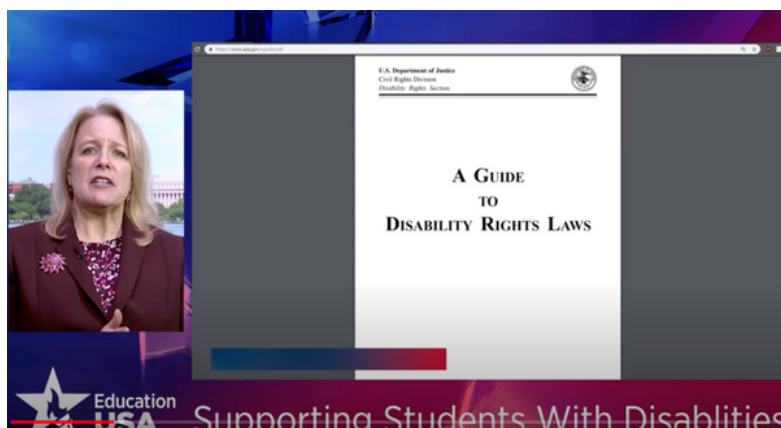 U.S. Department of Justice
Civil Rights Division
Disability Rights Section
A GUIDE
TO
DISABILITY RIGHTS LAWS
Education
USA
Supporting Students With Disablities